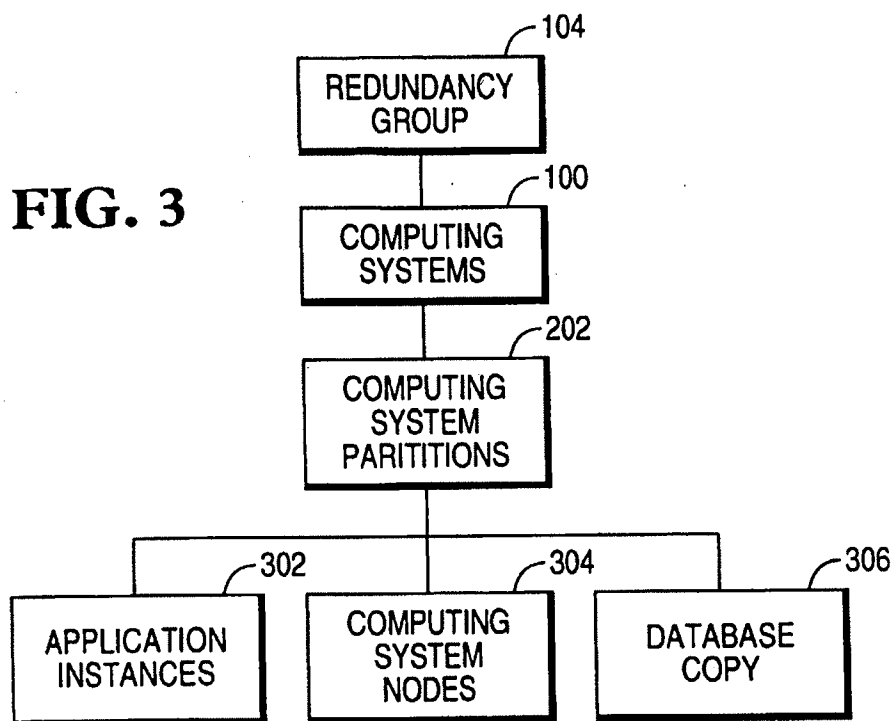 104
REDUNDANCY
GROUP
FIG. 3
100
COMPUTING
SYSTEMS
202
COMPUTING
SYSTEM
PARITITIONS
302
APPLICATION
INSTANCES
304
COMPUTING
SYSTEM
NODES
306
DATABASE
COPY